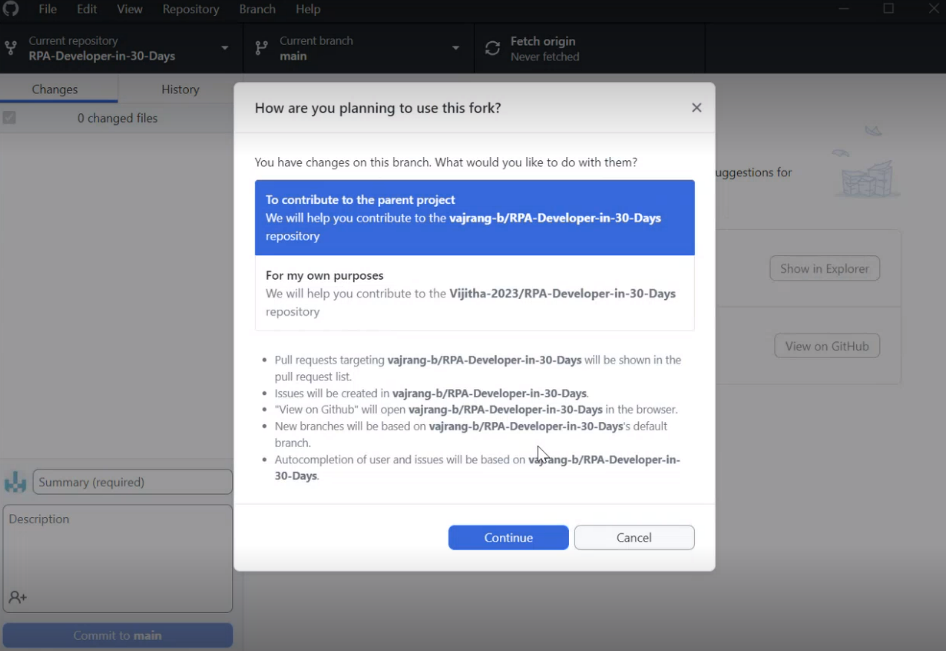 File Edit View Repository Branch Help
Current repository
RPA-Developer-in-30-Days
Current branch
main
Fetch origin
Never fetched
Changes
History
0 changed files
How are you planning to use this fork?
You have changes on this branch. What would you like to do with them?
uggestions for
To contribute to the parent project
We will help you contribute to the vajrang-b/RPA-Developer-in-30-Days
repository
For my own purposes
We will help you contribute to the Vijitha-2023/RPA-Developer-in-30-Days
repository
Show in Explorer
View on GitHub
• Pull requests targeting vajrang-b/RPA-Developer-in-30-Days will be shown in the
pull request list.
• Issues will be created in vajrang-b/RPA-Developer-in-30-Days.
• "View on Github" will open vajrang-b/RPA-Developer-in-30-Days in the browser.
• New branches will be based on vajrang-b/RPA-Developer-in-30-Days's default
branch.
• Autocompletion of user and issues will be based on vajrang-b/RPA-Developer-in-
30-Days.
Continue
Cancel
Summary (required)
Description
Commit to main